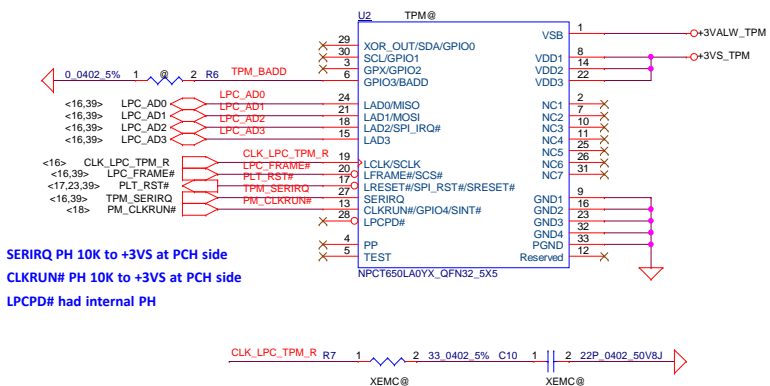 U2 TPM@
29 XOR_OUT/SDA/GPIO0
30 SCL/GPIO1
3 GPX/GPIO2
0_0402_5% 1 @ 2 R6 TPM_BADD 6 GPIO3/BADD
<16,39> LPC_AD0 LPC_AD0 24 LAD0/MISO
<16,39> LPC_AD1 LPC_AD1 21 LAD1/MOSI
<16,39> LPC_AD2 LPC_AD2 18 LAD2/SPI_IRQ#
<16,39> LPC_AD3 LPC_AD3 15 LAD3
<16> CLK_LPC_TPM_R CLK_LPC_TPM_R 19 LCLK/SCLK
<16,39> LPC_FRAME# LPC_FRAME# 20 LFRAME#/SCS#
<17,23,39> PLT_RST# PLT_RST# 17 LRESET#/SPI_RST#/SRESET#
<16,39> TPM_SERIRQ TPM_SERIRQ 27 SERIRQ
<18> PM_CLKRUN# PM_CLKRUN# 13 CLKRUN#/GPIO4/SINT#
28 LPCPD#
4 PP
5 TEST
VSB 1 +3VALW_TPM
VDD1 8 +3VS_TPM
VDD2 14
VDD3 22
NC1 2
NC2 7
NC3 10
NC4 11
NC5 25
NC6 26
NC7 31
GND1 9
GND2 16
GND3 23
GND4 32
PGND 33
Reserved 12
NPCT650LA0YX_QFN32_5X5
SERIRQ PH 10K to +3VS at PCH side
CLKRUN# PH 10K to +3VS at PCH side
LPCPD# had internal PH
CLK_LPC_TPM_R R7 1 2 33_0402_5% C10 1 2 22P_0402_50V8J
XEMC@ XEMC@